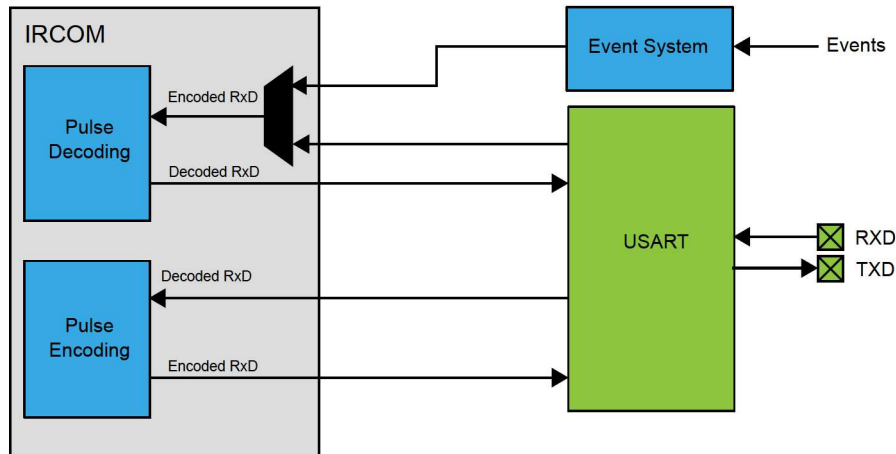 IRCOM
Event System
Events
Encoded RxD
Pulse
Decoding
Decoded RxD
USART
RXD
TXD
Decoded RxD
Pulse
Encoding
Encoded RxD